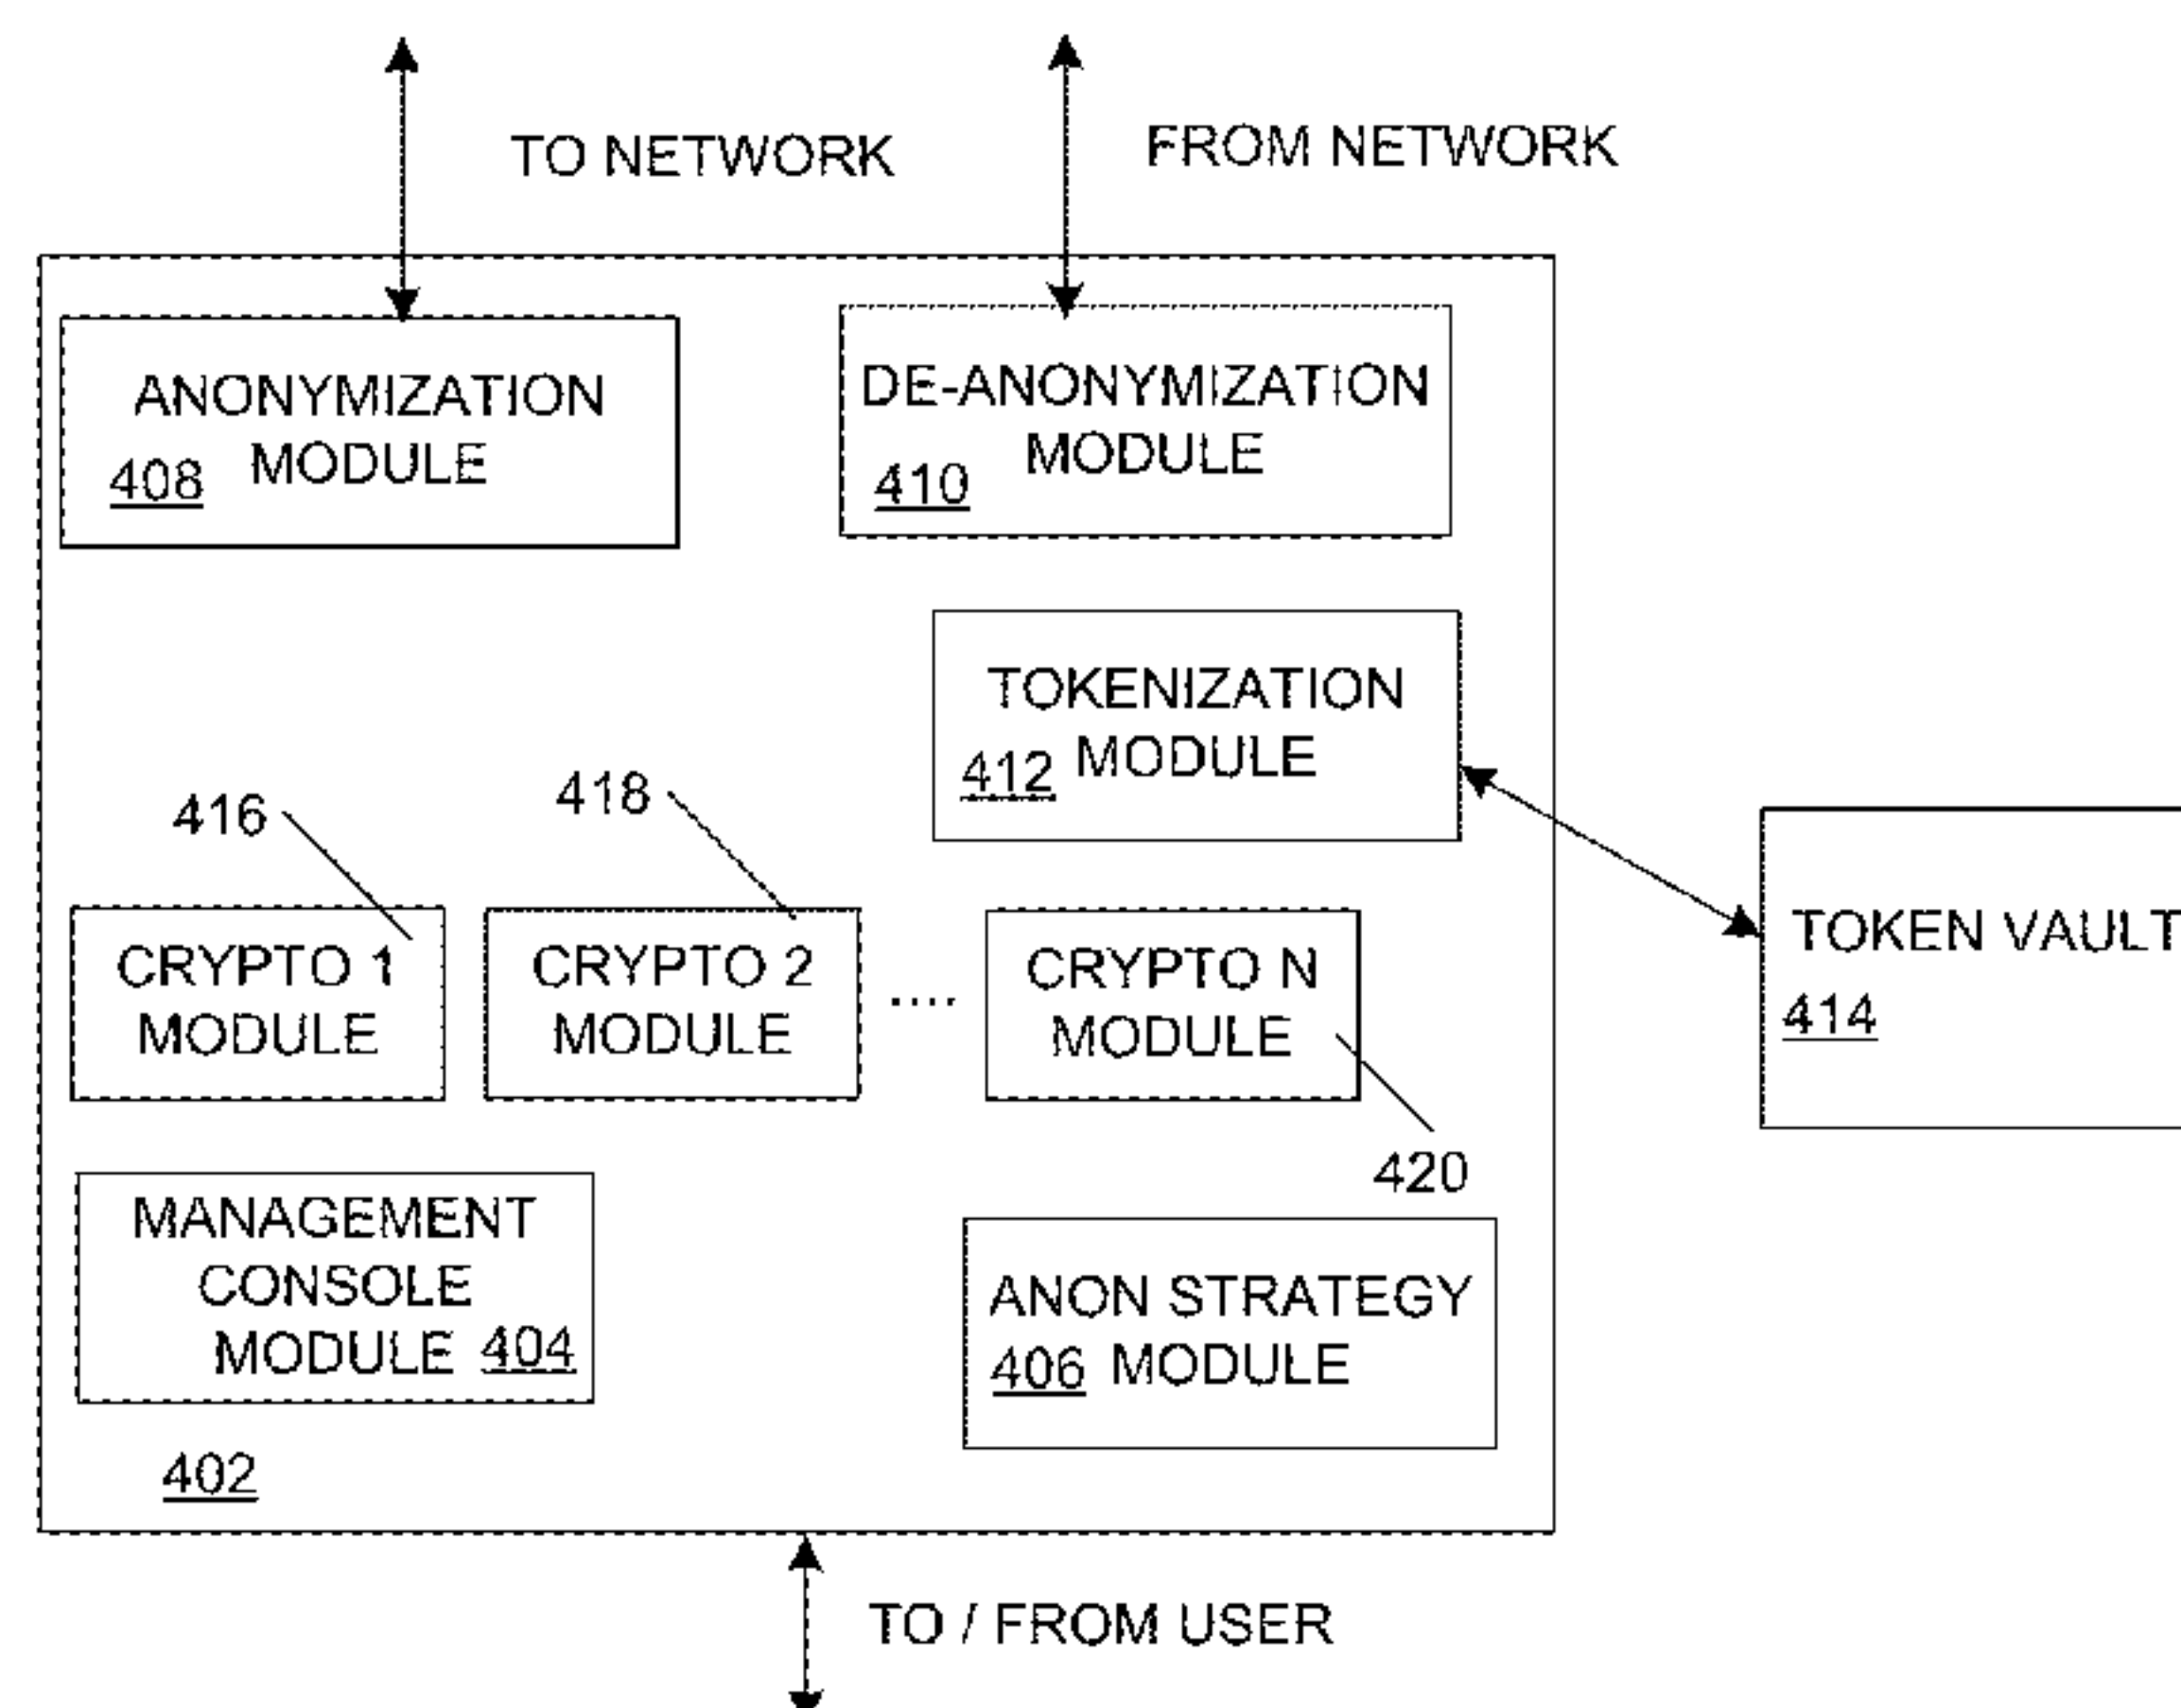 TO NETWORK
FROM NETWORK
ANONYMIZATION
MODULE
408
DE-ANONYMIZATION
MODULE
410
TOKENIZATION
MODULE
412
416
418
CRYPTO 1
MODULE
CRYPTO 2
MODULE
....
CRYPTO N
MODULE
420
TOKEN VAULT
414
MANAGEMENT
CONSOLE
MODULE 404
ANON STRATEGY
406 MODULE
402
TO / FROM USER